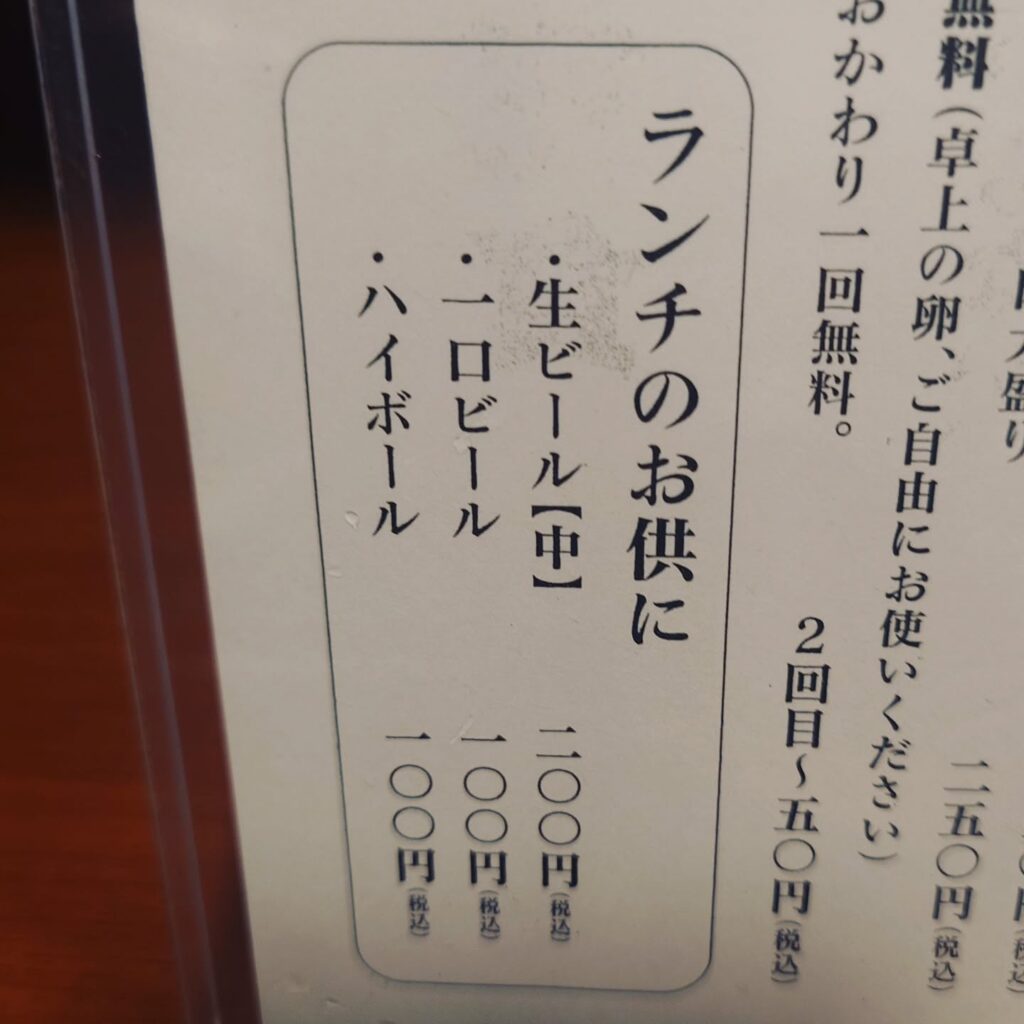 大盛り
二五〇円(税込)
無料(卓上の卵、ご自由にお使いください)
おかわり一回無料。
2回目~五〇円(税込)
ランチのお供に
・生ビール【中】 二〇〇円(税込)
・一口ビール 一〇〇円(税込)
・ハイボール 一〇〇円(税込)